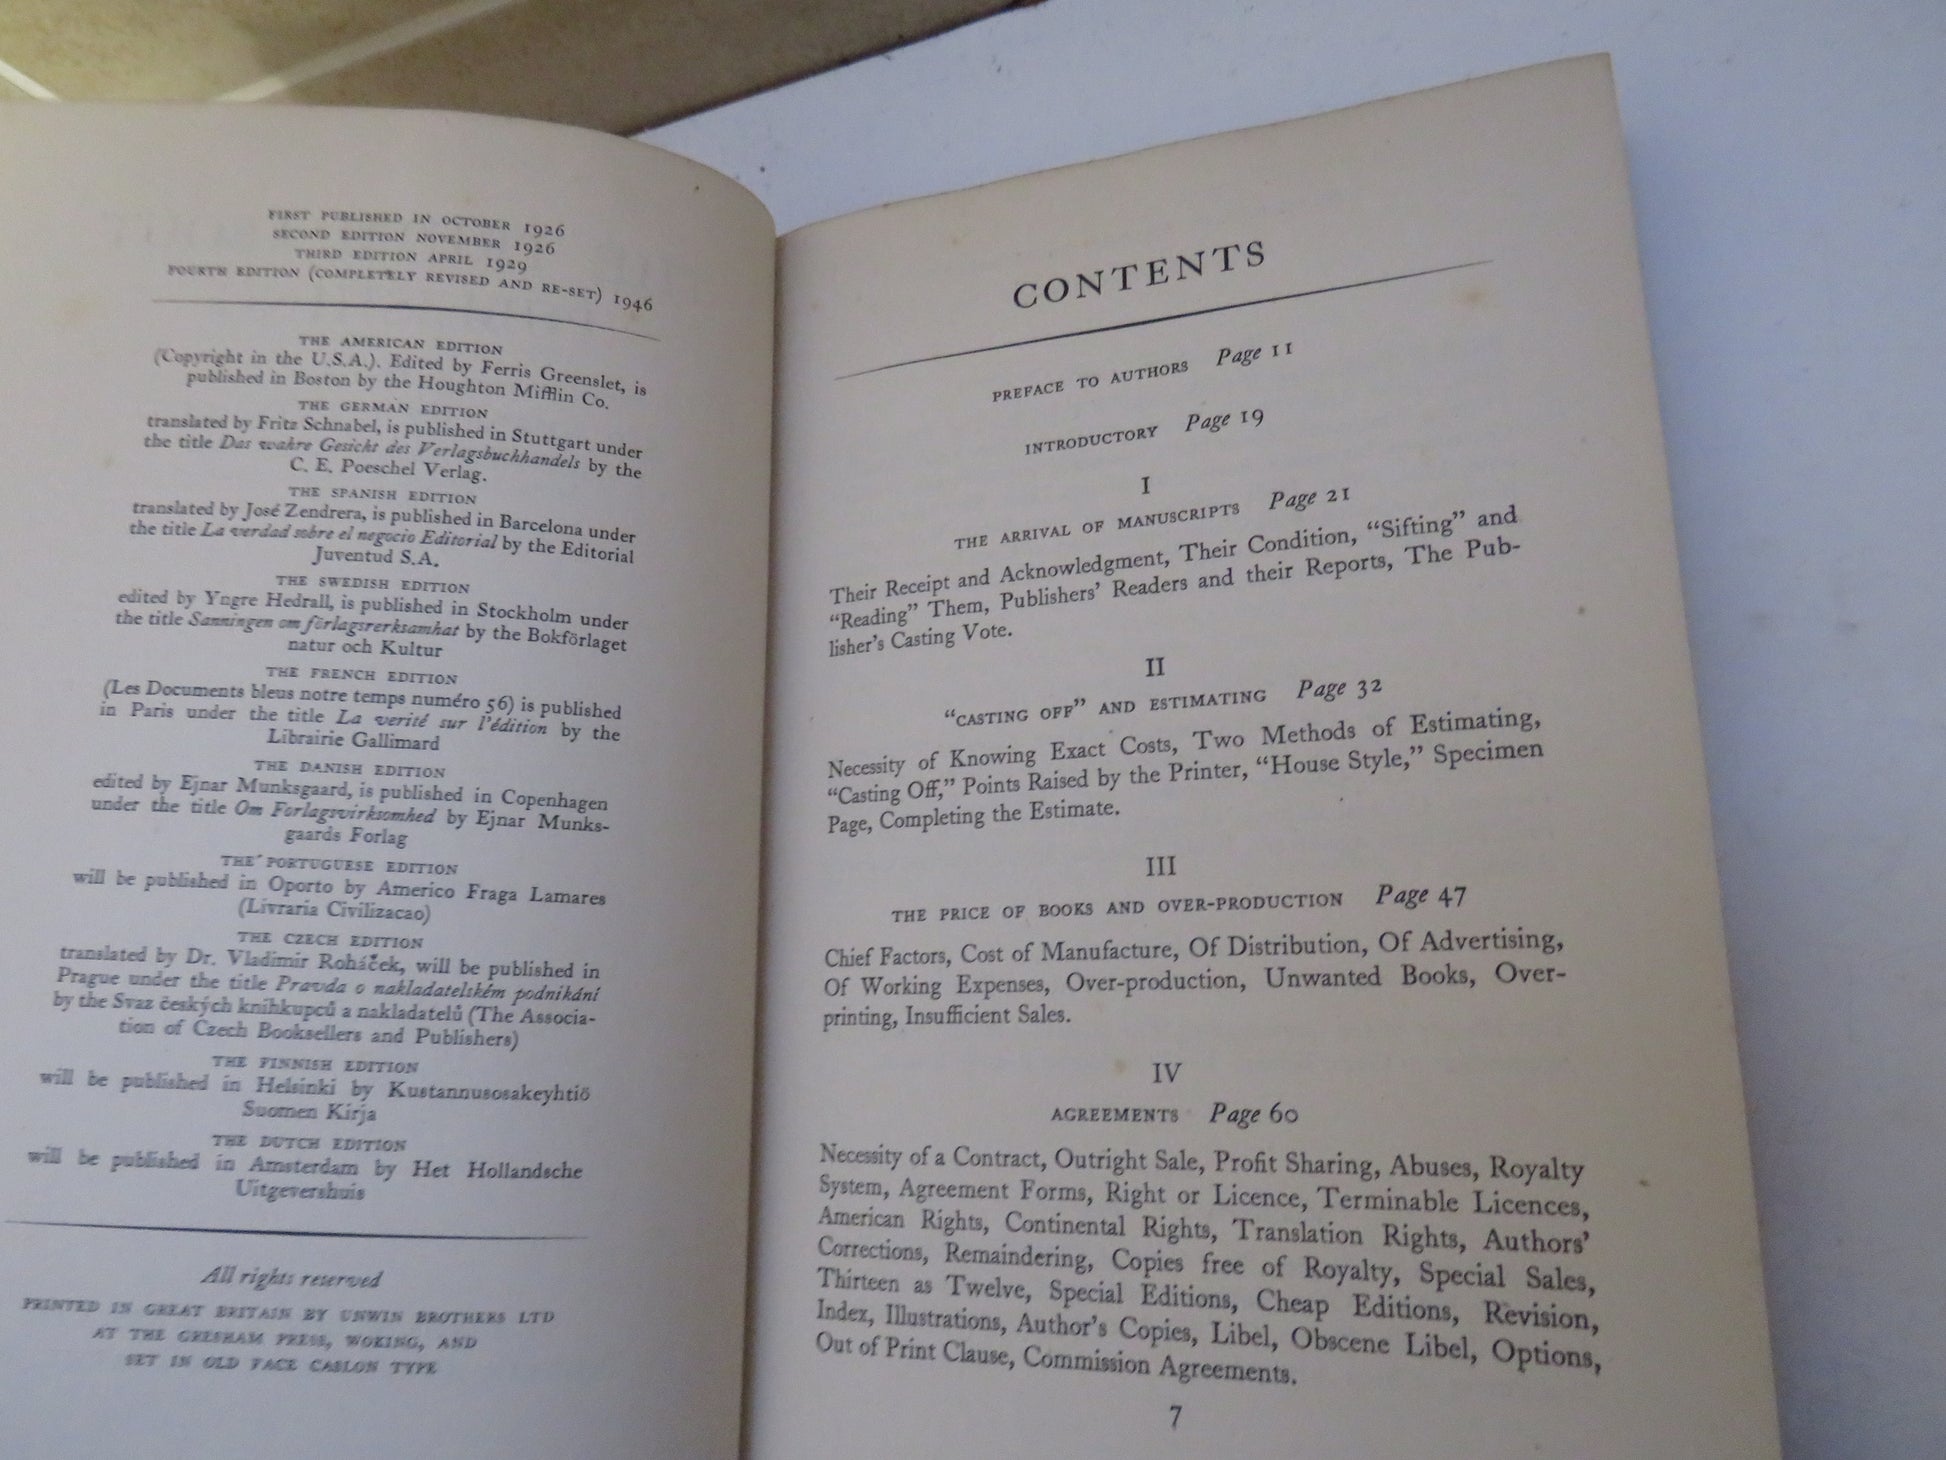 FIRST PUBLISHED IN OCTOBER 1926
SECOND EDITION NOVEMBER 1926
THIRD EDITION APRIL 1929
FOURTH EDITION (COMPLETELY REVISED AND RE-SET) 1946
THE AMERICAN EDITION
(Copyright in the U.S.A.). Edited by Ferris Greenslet, is
published in Boston by the Houghton Mifflin Co.
THE GERMAN EDITION
translated by Fritz Schnabel, is published in Stuttgart under
the title Das wahre Gesicht des Verlagsbuchhandels by the
C. E. Poeschel Verlag.
THE SPANISH EDITION
translated by José Zendrera, is published in Barcelona under
the title La verdad sobre el negocio Editorial by the Editorial
Juventud S.A.
THE SWEDISH EDITION
edited by Yngre Hedrall, is published in Stockholm under
the title Sanningen om förlagsrerksamhat by the Bokförlaget
natur och Kultur
THE FRENCH EDITION
(Les Documents bleus notre temps numéro 56) is published
in Paris under the title La verité sur l'édition by the
Librairie Gallimard
THE DANISH EDITION
edited by Ejnar Munksgaard, is published in Copenhagen
under the title Om Forlagsvirksomhed by Ejnar Munks-
gaards Forlag
THE PORTUGUESE EDITION
will be published in Oporto by Americo Fraga Lamares
(Livraria Civilizacao)
THE CZECH EDITION
translated by Dr. Vladimir Roháček, will be published in
Prague under the title Pravda o nakladatelském podnikání
by the Svaz českých knihkupců a nakladatelů (The Associa-
tion of Czech Booksellers and Publishers)
THE FINNISH EDITION
will be published in Helsinki by Kustannusosakeyhtiö
Suomen Kirja
THE DUTCH EDITION
will be published in Amsterdam by Het Hollandsche
Uitgevershuis
All rights reserved
PRINTED IN GREAT BRITAIN BY UNWIN BROTHERS LTD
AT THE GRESHAM PRESS, WOKING, AND
SET IN OLD FACE CASLON TYPE
CONTENTS
PREFACE TO AUTHORS Page 11
INTRODUCTORY Page 19
I
THE ARRIVAL OF MANUSCRIPTS Page 21
Their Receipt and Acknowledgment, Their Condition, "Sifting" and
"Reading" Them, Publishers' Readers and their Reports, The Pub-
lisher's Casting Vote.
II
"CASTING OFF" AND ESTIMATING Page 32
Necessity of Knowing Exact Costs, Two Methods of Estimating,
"Casting Off," Points Raised by the Printer, "House Style," Specimen
Page, Completing the Estimate.
III
THE PRICE OF BOOKS AND OVER-PRODUCTION Page 47
Chief Factors, Cost of Manufacture, Of Distribution, Of Advertising,
Of Working Expenses, Over-production, Unwanted Books, Over-
printing, Insufficient Sales.
IV
AGREEMENTS Page 60
Necessity of a Contract, Outright Sale, Profit Sharing, Abuses, Royalty
System, Agreement Forms, Right or Licence, Terminable Licences,
American Rights, Continental Rights, Translation Rights, Authors'
Corrections, Remaindering, Copies free of Royalty, Special Sales,
Thirteen as Twelve, Special Editions, Cheap Editions, Revision,
Index, Illustrations, Author's Copies, Libel, Obscene Libel, Options,
Out of Print Clause, Commission Agreements.
7